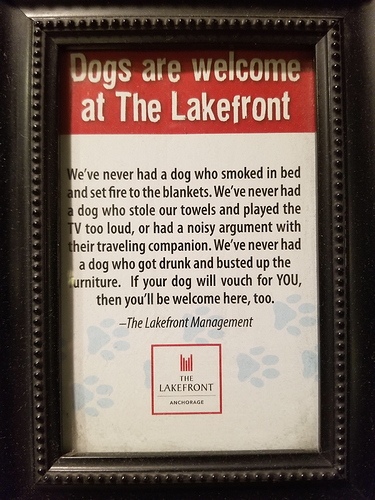 Dogs are welcome
at The Lakefront
We've never had a dog who smoked in bed
and set fire to the blankets. We've never had
a dog who stole our towels and played the
TV too loud, or had a noisy argument with
their traveling companion. We've never had
a dog who got drunk and busted up the
furniture. If your dog will vouch for YOU,
then you'll be welcome here, too.
–The Lakefront Management
THE
LAKEFRONT
ANCHORAGE